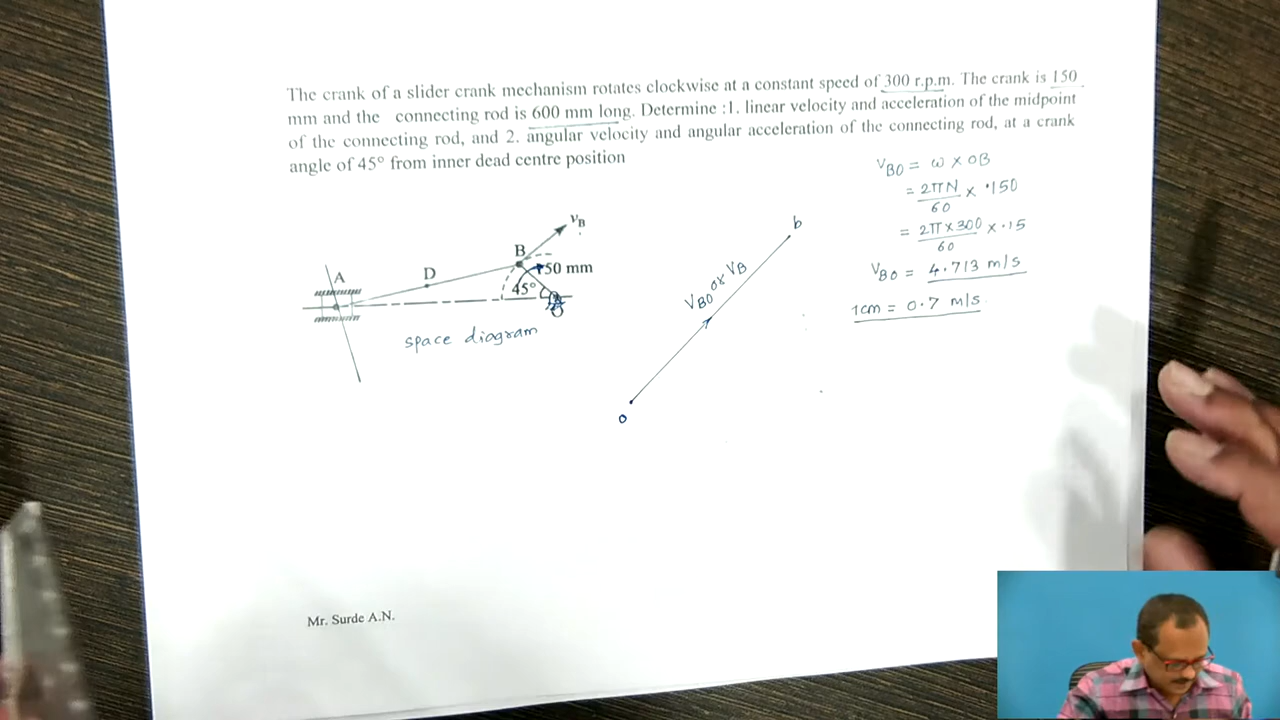 The crank of a slider crank mechanism rotates clockwise at a constant speed of 300 r.p.m. The crank is 150
mm and the connecting rod is 600 mm long. Determine :1. linear velocity and acceleration of the midpoint
of the connecting rod, and 2. angular velocity and angular acceleration of the connecting rod, at a crank
angle of 45° from inner dead centre position
VBO = ω × OB
= 2πN/60 × .150
= 2π × 300/60 × .15
VBO = 4.713 m/s
1cm = 0.7 m/s
A
D
B
VB
150 mm
45°
O
space diagram
b
VBO or VB
o
Mr. Surde A.N.